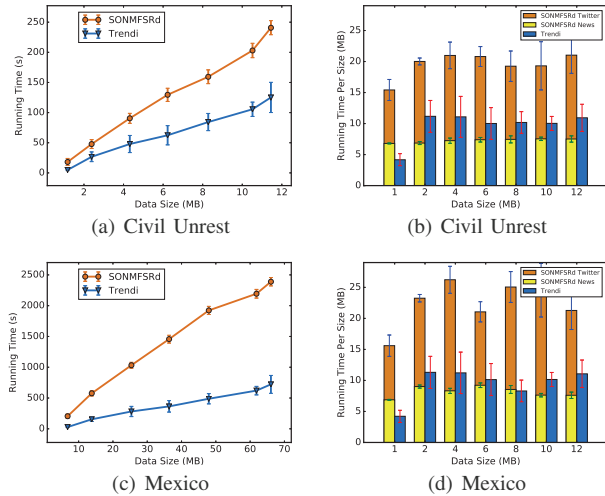 SONMFSRd
Trendi
Running Time (s)
250
200
150
100
50
0
2
4
6
8
10
12
Data Size (MB)
(a) Civil Unrest
SONMFSRd Twitter
SONMFSRd News
Trendi
Running Time Per Size (MB)
25
20
15
10
5
0
1
2
4
6
8
10
12
Data Size (MB)
(b) Civil Unrest
SONMFSRd
Trendi
Running Time (s)
2500
2000
1500
1000
500
0
10
20
30
40
50
60
70
Data Size (MB)
(c) Mexico
SONMFSRd Twitter
SONMFSRd News
Trendi
Running Time Per Size (MB)
25
20
15
10
5
0
1
2
4
6
8
10
12
Data Size (MB)
(d) Mexico